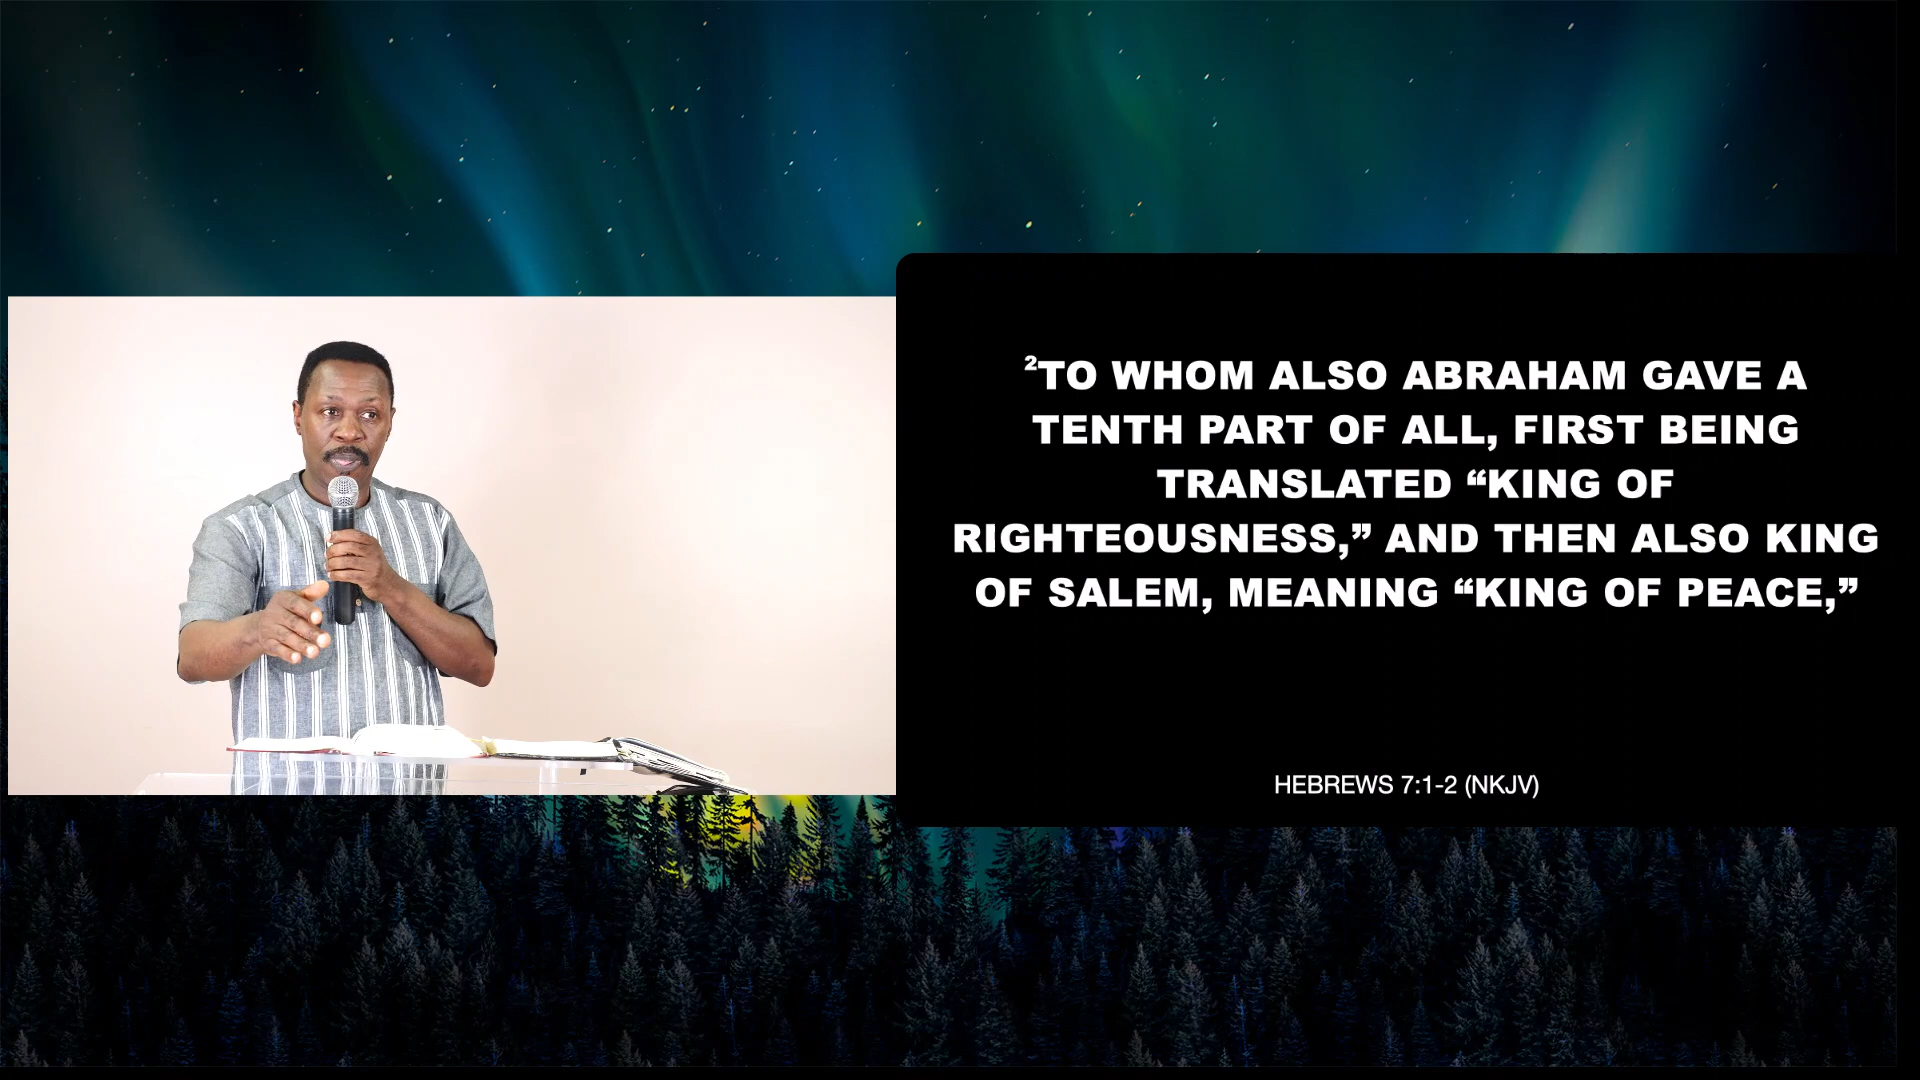 ²TO WHOM ALSO ABRAHAM GAVE A
TENTH PART OF ALL, FIRST BEING
TRANSLATED “KING OF
RIGHTEOUSNESS,” AND THEN ALSO KING
OF SALEM, MEANING “KING OF PEACE,”
HEBREWS 7:1-2 (NKJV)